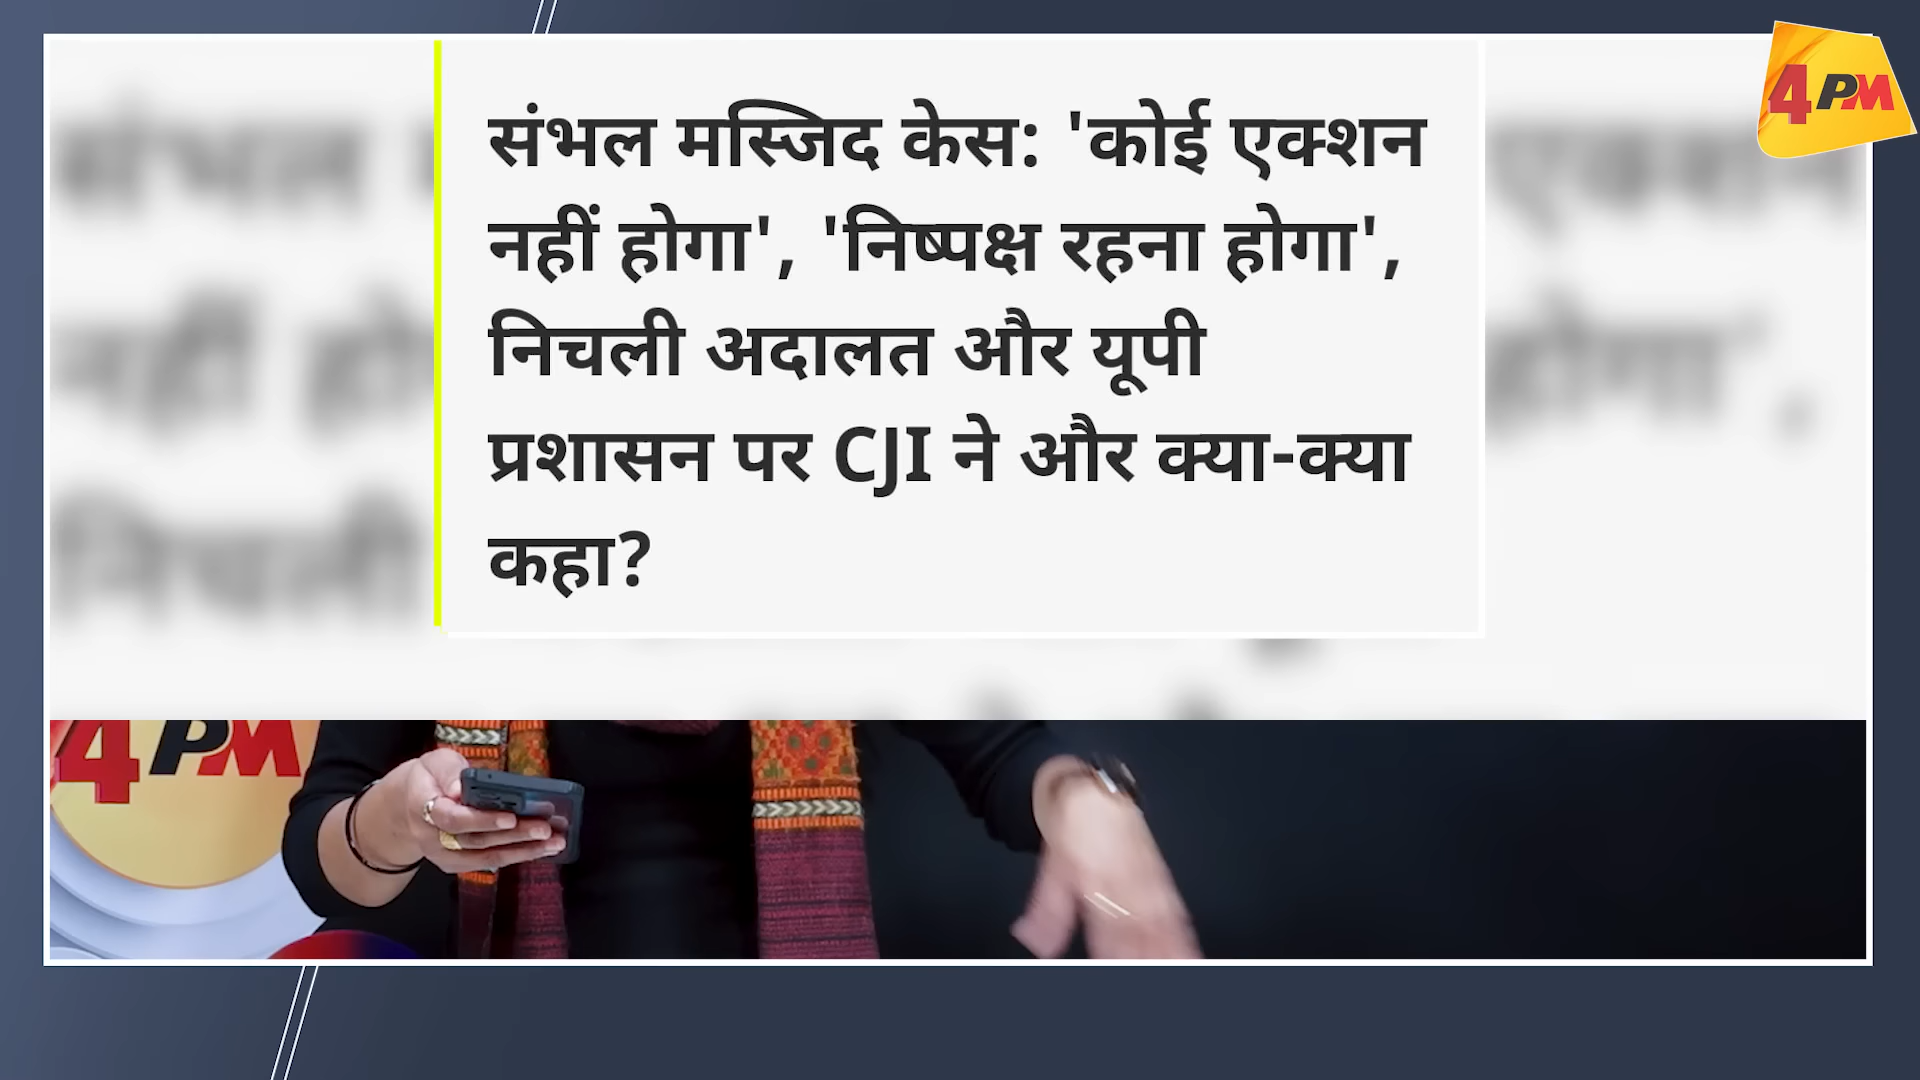 4PM
संभल मस्जिद केस: 'कोई एक्शन
नहीं होगा', 'निष्पक्ष रहना होगा',
निचली अदालत और यूपी
प्रशासन पर CJI ने और क्या-क्या
कहा?
4PM